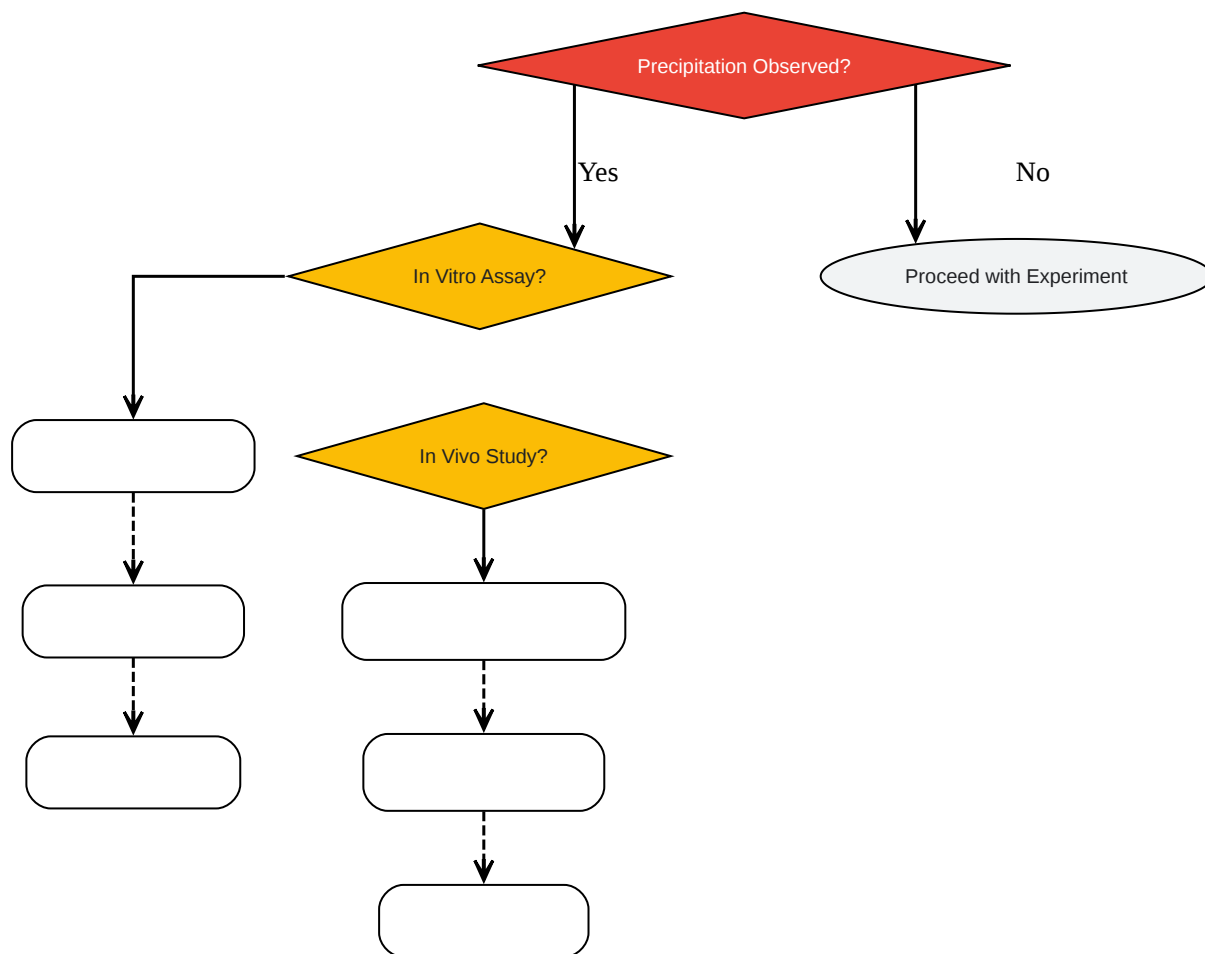 Precipitation Observed?
Yes
No
In Vitro Assay?
Proceed with Experiment
In Vivo Study?